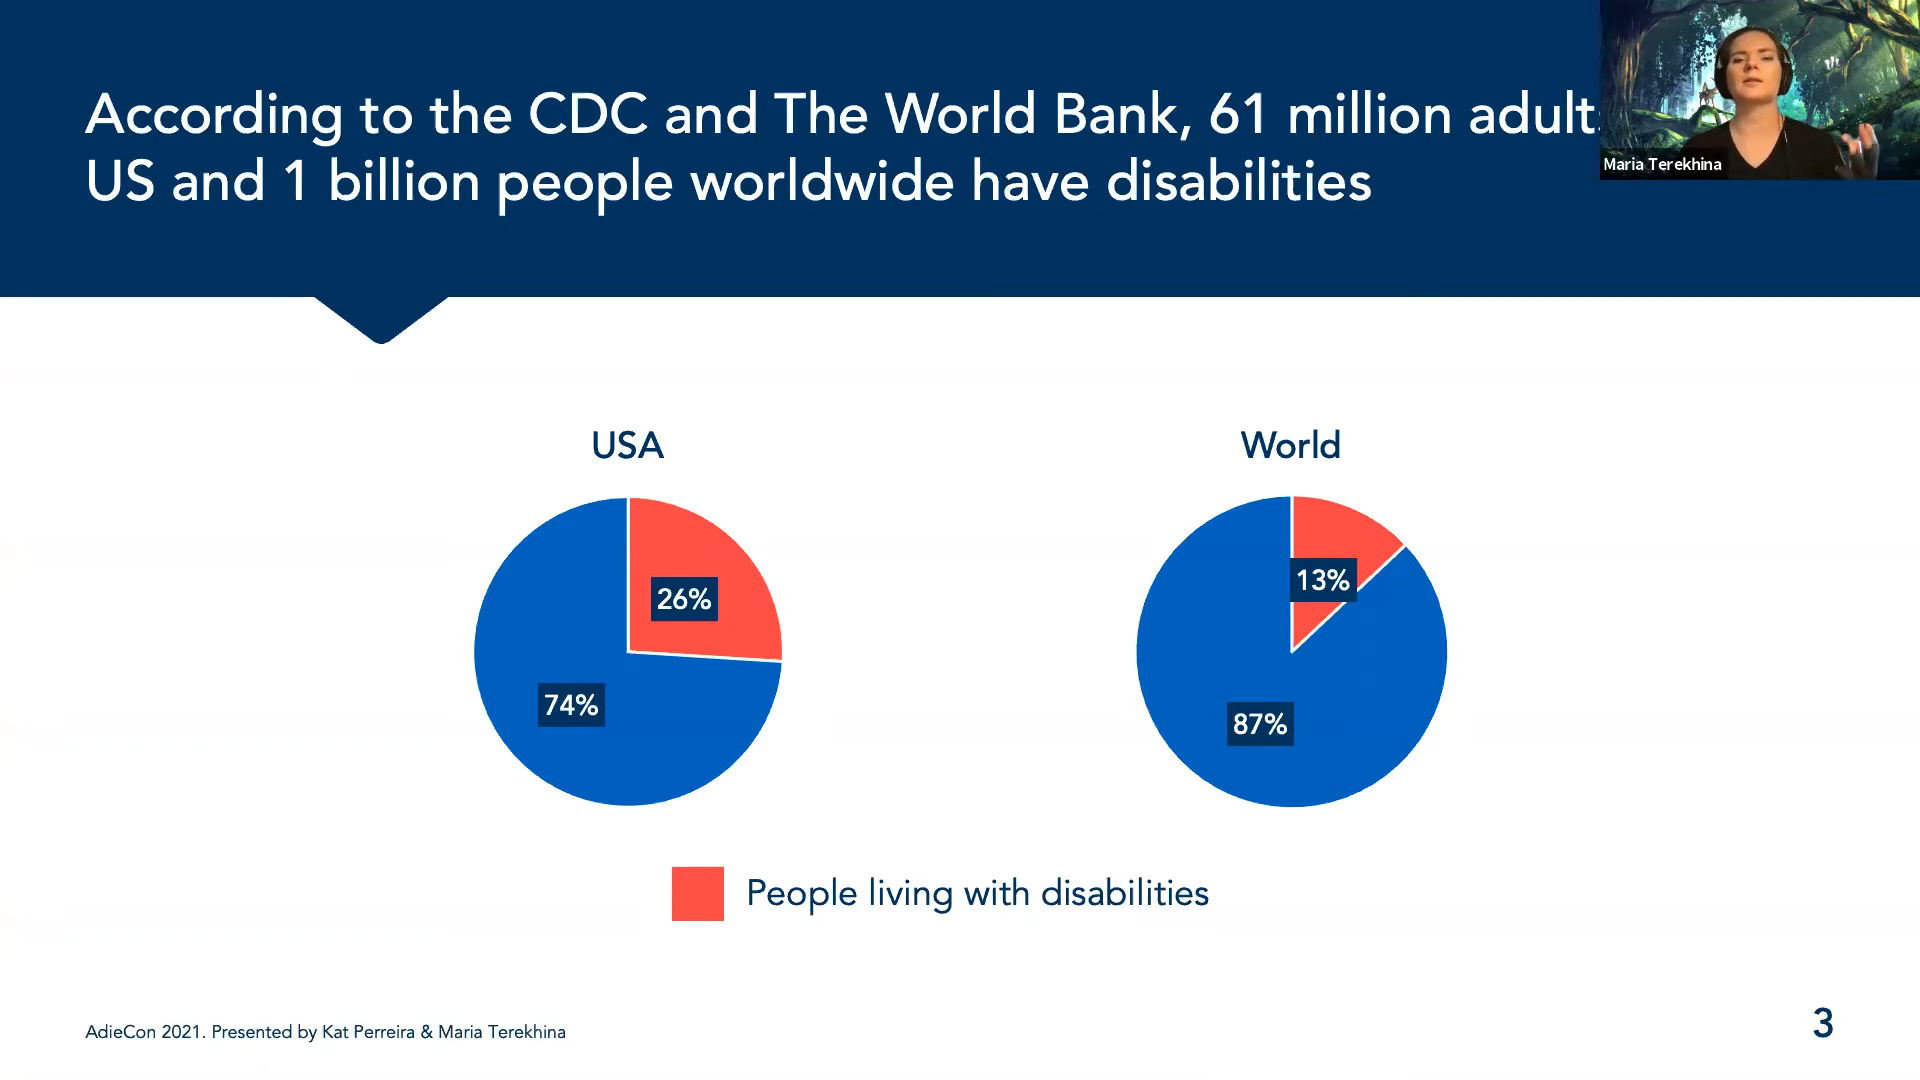 According to the CDC and The World Bank, 61 million adult
US and 1 billion people worldwide have disabilities
Maria Terekhina
USA
World
26%
74%
13%
87%
People living with disabilities
AdieCon 2021. Presented by Kat Perreira & Maria Terekhina
3